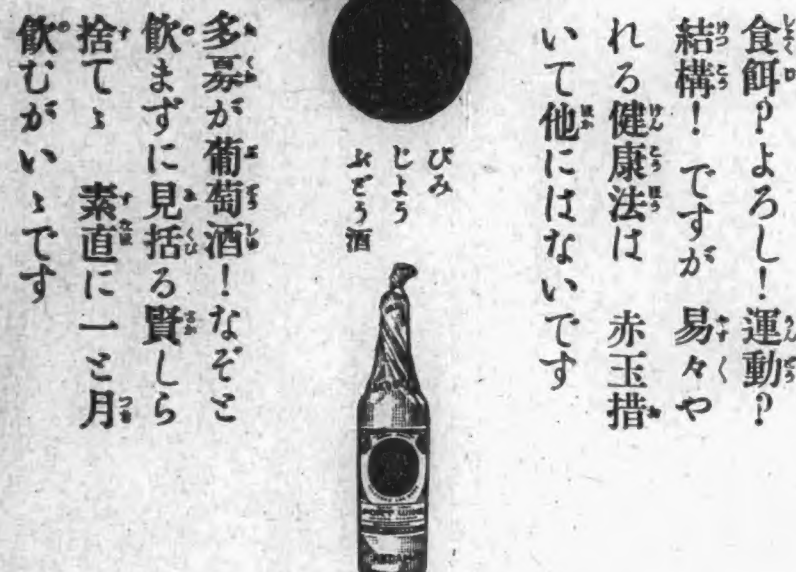 食餌？よろし！運動？
結構！ですが 易々や
れる健康法は 赤玉措
いて他にはないです
びみ
じよう
ぶどう酒
多寡が葡萄酒！なぞと
飲まずに見括る賢しら
捨てゝ 素直に一と月
飲むがいゝです
PORT WINE